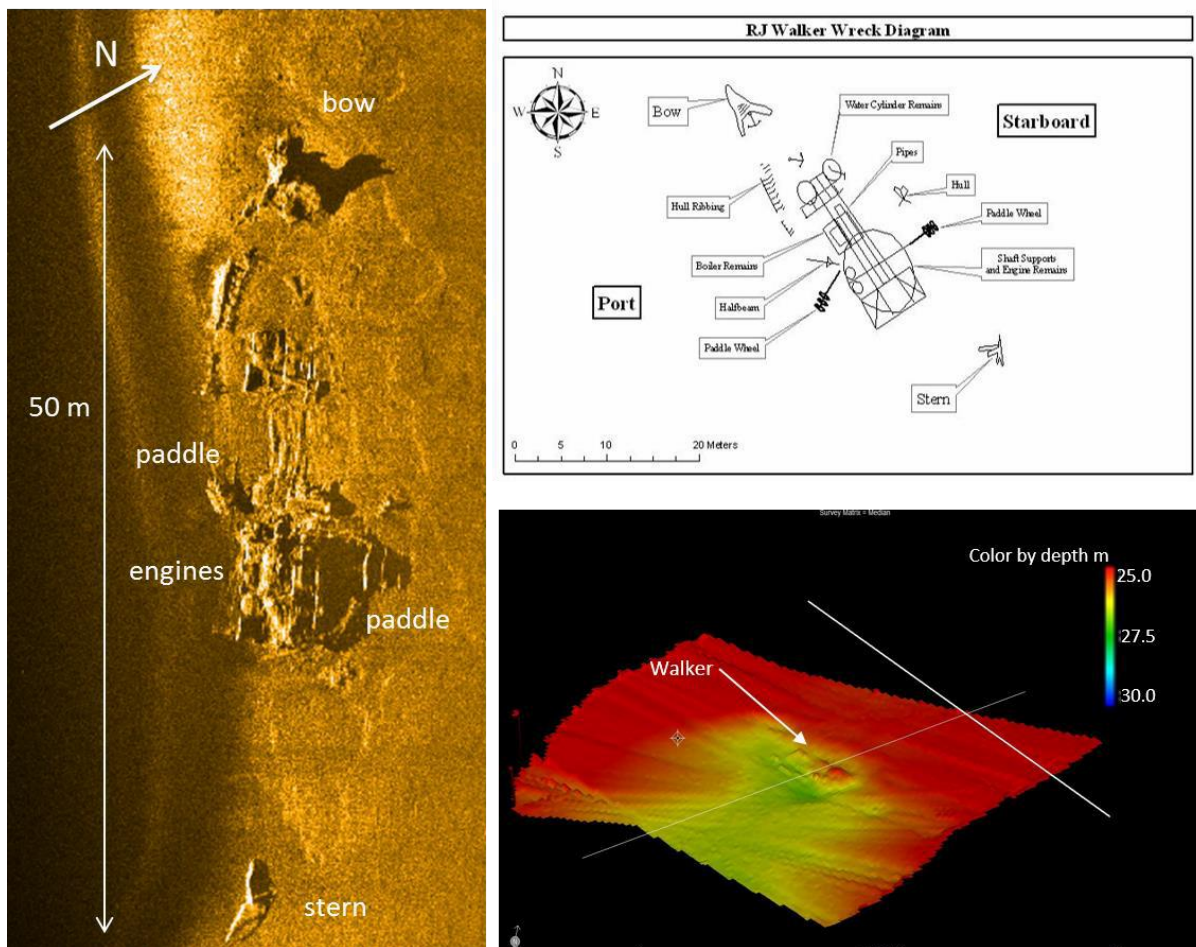 N
bow
50 m
paddle
engines
paddle
stern
RJ Walker Wreck Diagram
N
W
E
S
Bow
Water Cylinder Remains
Starboard
Pipes
Hull
Hull Ribbing
Paddle Wheel
Boiler Remains
Shaft Supports
and Engine Remains
Port
Halfbeam
Paddle Wheel
Stern
0 5 10 20 Meters
Survey Matrix = Median
Color by depth m
25.0
27.5
30.0
Walker
N